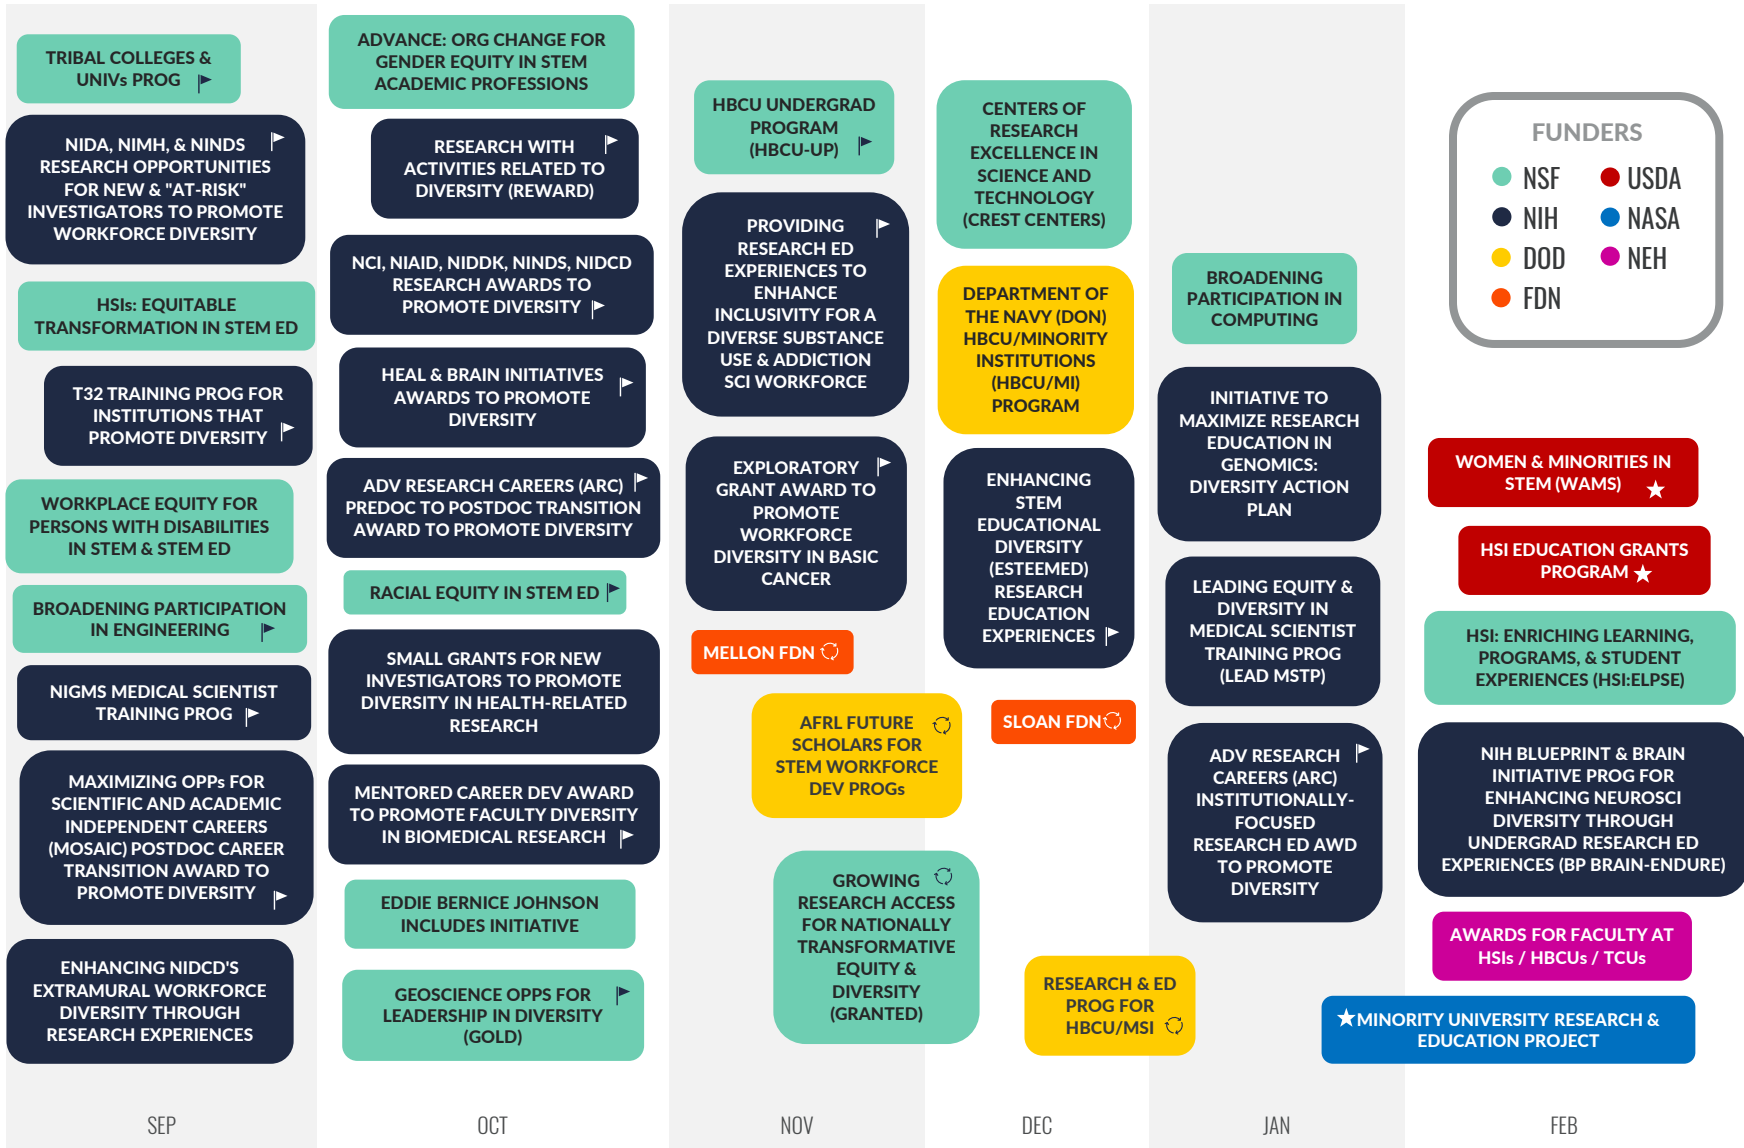 TRIBAL COLLEGES &
UNIVs PROG
NIDA, NIMH, & NINDS
RESEARCH OPPORTUNITIES
FOR NEW & "AT-RISK"
INVESTIGATORS TO PROMOTE
WORKFORCE DIVERSITY
HSIs: EQUITABLE
TRANSFORMATION IN STEM ED
T32 TRAINING PROG FOR
INSTITUTIONS THAT
PROMOTE DIVERSITY
WORKPLACE EQUITY FOR
PERSONS WITH DISABILITIES
IN STEM & STEM ED
BROADENING PARTICIPATION
IN ENGINEERING
NIGMS MEDICAL SCIENTIST
TRAINING PROG
MAXIMIZING OPPs FOR
SCIENTIFIC AND ACADEMIC
INDEPENDENT CAREERS
(MOSAIC) POSTDOC CAREER
TRANSITION AWARD TO
PROMOTE DIVERSITY
ENHANCING NIDCD'S
EXTRAMURAL WORKFORCE
DIVERSITY THROUGH
RESEARCH EXPERIENCES
SEP
ADVANCE: ORG CHANGE FOR
GENDER EQUITY IN STEM
ACADEMIC PROFESSIONS
RESEARCH WITH
ACTIVITIES RELATED TO
DIVERSITY (REWARD)
NCI, NIAID, NIDDK, NINDS, NIDCD
RESEARCH AWARDS TO
PROMOTE DIVERSITY
HEAL & BRAIN INITIATIVES
AWARDS TO PROMOTE
DIVERSITY
ADV RESEARCH CAREERS (ARC)
PREDOC TO POSTDOC TRANSITION
AWARD TO PROMOTE DIVERSITY
RACIAL EQUITY IN STEM ED
SMALL GRANTS FOR NEW
INVESTIGATORS TO PROMOTE
DIVERSITY IN HEALTH-RELATED
RESEARCH
MENTORED CAREER DEV AWARD
TO PROMOTE FACULTY DIVERSITY
IN BIOMEDICAL RESEARCH
EDDIE BERNICE JOHNSON
INCLUDES INITIATIVE
GEOSCIENCE OPPS FOR
LEADERSHIP IN DIVERSITY
(GOLD)
OCT
HBCU UNDERGRAD
PROGRAM
(HBCU-UP)
PROVIDING
RESEARCH ED
EXPERIENCES TO
ENHANCE
INCLUSIVITY FOR A
DIVERSE SUBSTANCE
USE & ADDICTION
SCI WORKFORCE
EXPLORATORY
GRANT AWARD TO
PROMOTE
WORKFORCE
DIVERSITY IN BASIC
CANCER
MELLON FDN
AFRL FUTURE
SCHOLARS FOR
STEM WORKFORCE
DEV PROGs
GROWING
RESEARCH ACCESS
FOR NATIONALLY
TRANSFORMATIVE
EQUITY &
DIVERSITY
(GRANTED)
NOV
CENTERS OF
RESEARCH
EXCELLENCE IN
SCIENCE AND
TECHNOLOGY
(CREST CENTERS)
DEPARTMENT OF
THE NAVY (DON)
HBCU/MINORITY
INSTITUTIONS
(HBCU/MI)
PROGRAM
ENHANCING
STEM
EDUCATIONAL
DIVERSITY
(ESTEEMED)
RESEARCH
EDUCATION
EXPERIENCES
SLOAN FDN
RESEARCH & ED
PROG FOR
HBCU/MSI
DEC
BROADENING
PARTICIPATION IN
COMPUTING
INITIATIVE TO
MAXIMIZE RESEARCH
EDUCATION IN
GENOMICS:
DIVERSITY ACTION
PLAN
LEADING EQUITY &
DIVERSITY IN
MEDICAL SCIENTIST
TRAINING PROG
(LEAD MSTP)
ADV RESEARCH
CAREERS (ARC)
INSTITUTIONALLY-
FOCUSED
RESEARCH ED AWD
TO PROMOTE
DIVERSITY
JAN
FUNDERS
NSF
USDA
NIH
NASA
DOD
NEH
FDN
WOMEN & MINORITIES IN
STEM (WAMS)
HSI EDUCATION GRANTS
PROGRAM
HSI: ENRICHING LEARNING,
PROGRAMS, & STUDENT
EXPERIENCES (HSI:ELPSE)
NIH BLUEPRINT & BRAIN
INITIATIVE PROG FOR
ENHANCING NEUROSCI
DIVERSITY THROUGH
UNDERGRAD RESEARCH ED
EXPERIENCES (BP BRAIN-ENDURE)
AWARDS FOR FACULTY AT
HSIs / HBCUs / TCUs
MINORITY UNIVERSITY RESEARCH &
EDUCATION PROJECT
FEB